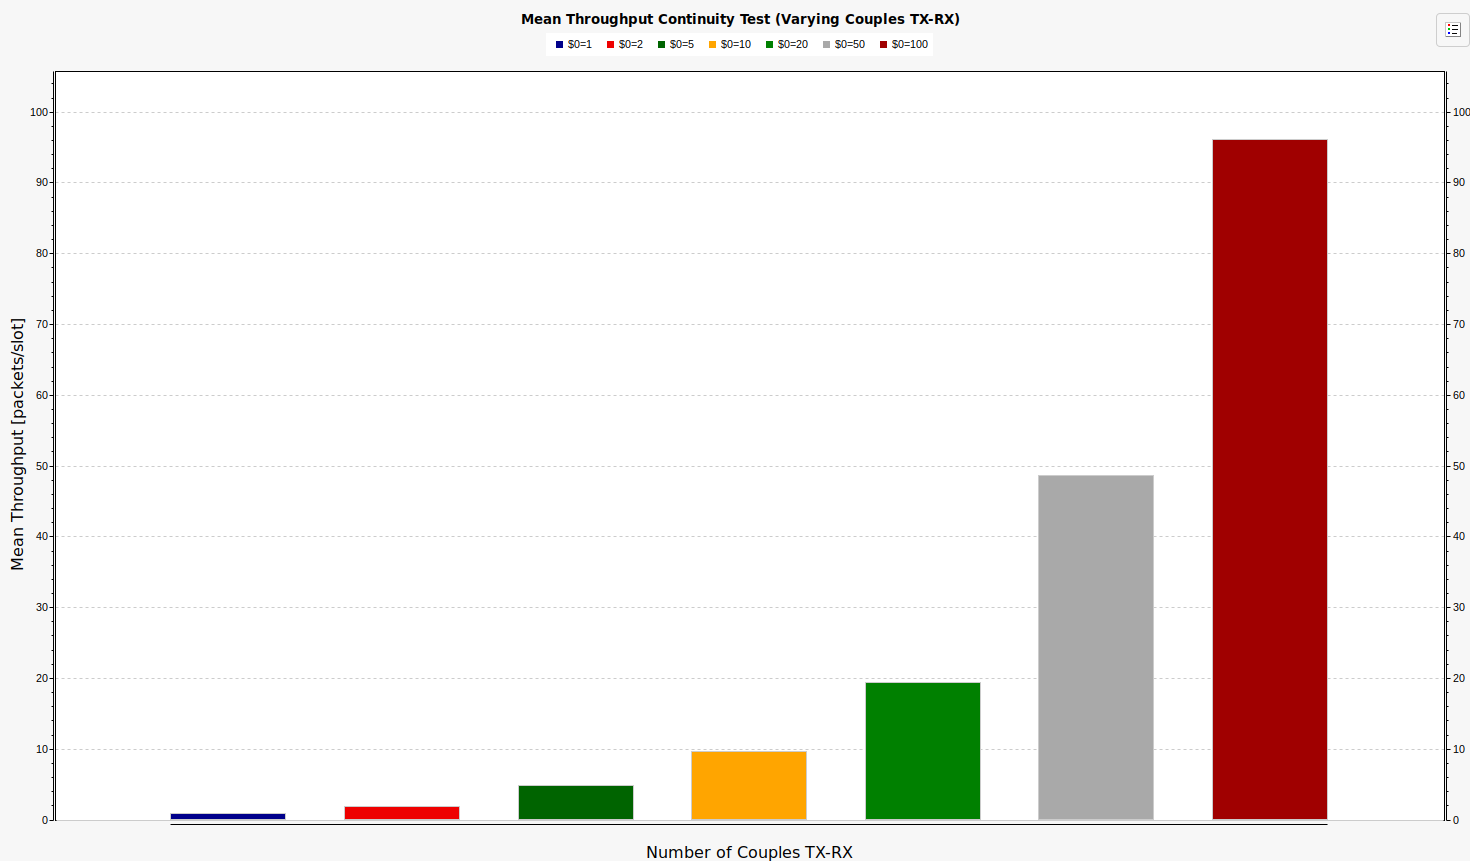 Mean Throughput Continuity Test (Varying Couples TX-RX)
$0=1 $0=2 $0=5 $0=10 $0=20 $0=50 $0=100
100 100
90 90
80 80
70 70
60 60
50 50
40 40
30 30
20 20
10 10
0 0
Mean Throughput [packets/slot]
Number of Couples TX-RX